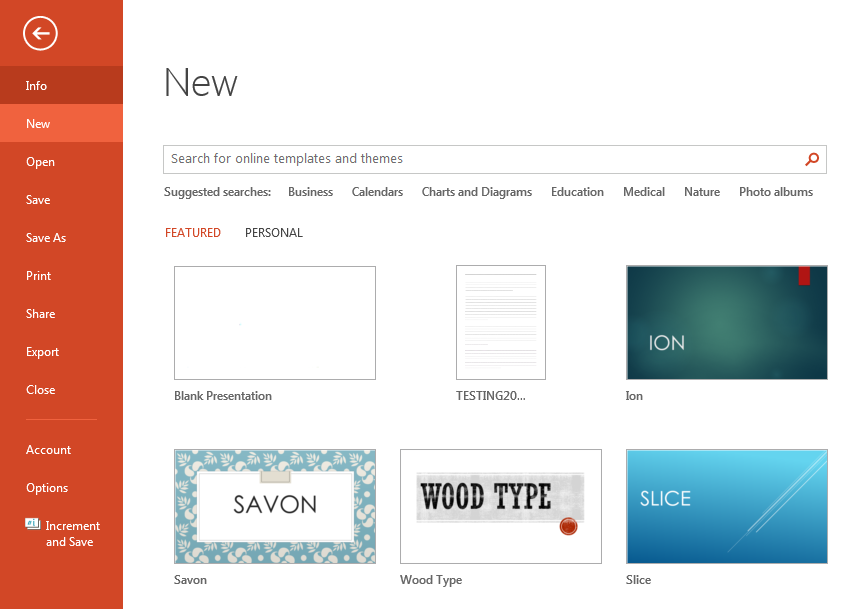 Info
New
Open
Save
Save As
Print
Share
Export
Close
Account
Options
Increment
and Save
New
Search for online templates and themes
Suggested searches: Business Calendars Charts and Diagrams Education Medical Nature Photo albums
FEATURED PERSONAL
ION
Blank Presentation TESTING20... Ion
SAVON WOOD TYPE SLICE
Savon Wood Type Slice